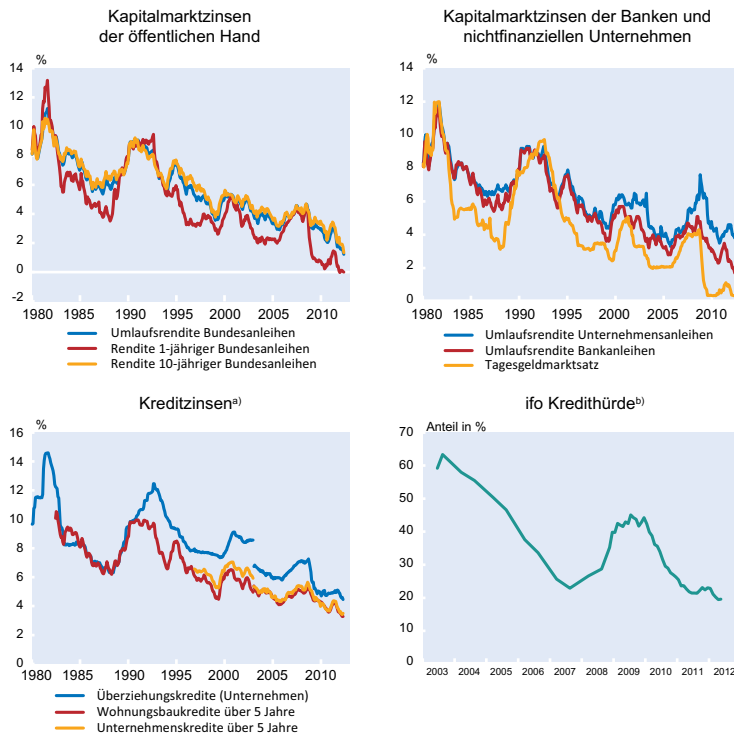 Kapitalmarktzinsen
der öffentlichen Hand
%
14
12
10
8
6
4
2
0
-2
1980 1985 1990 1995 2000 2005 2010
Umlaufsrendite Bundesanleihen
Rendite 1-jähriger Bundesanleihen
Rendite 10-jähriger Bundesanleihen
Kapitalmarktzinsen der Banken und
nichtfinanziellen Unternehmen
%
14
12
10
8
6
4
2
0
1980 1985 1990 1995 2000 2005 2010
Umlaufsrendite Unternehmensanleihen
Umlaufsrendite Bankanleihen
Tagesgeldmarktsatz
Kreditzinsena)
%
16
14
12
10
8
6
4
2
0
1980 1985 1990 1995 2000 2005 2010
Überziehungskredite (Unternehmen)
Wohnungsbaukredite über 5 Jahre
Unternehmenskredite über 5 Jahre
ifo Kredithürdeb)
Anteil in %
70
60
50
40
30
20
10
0
2003 2004 2005 2006 2007 2008 2009 2010 2011 2012